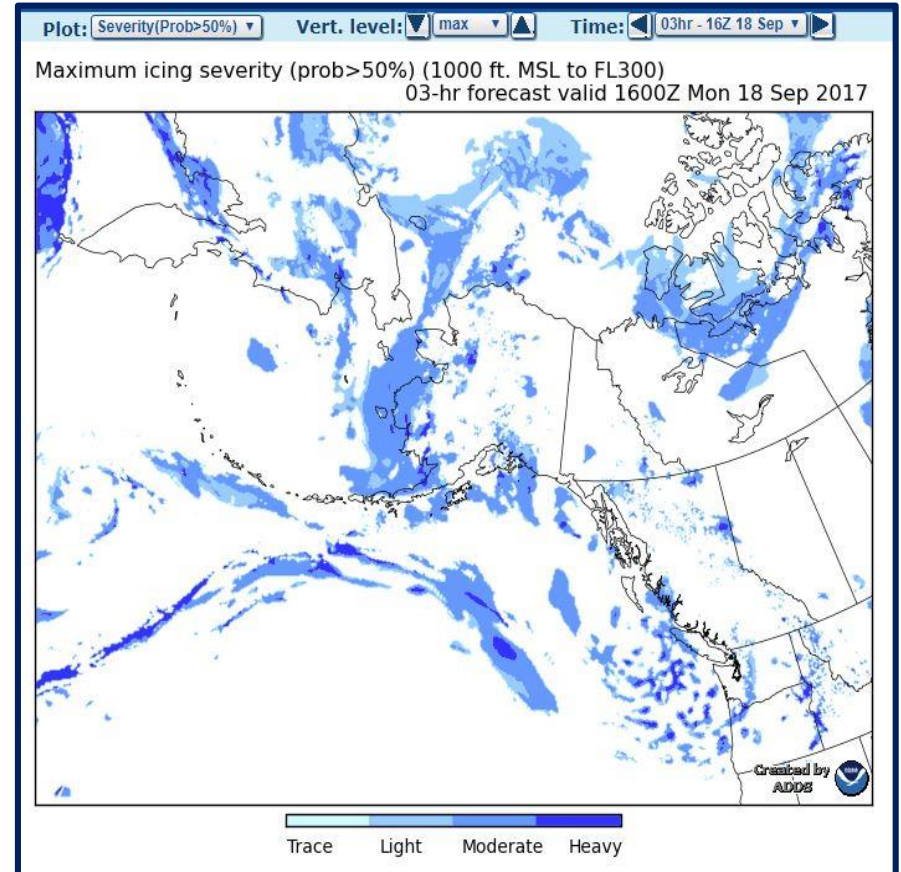 Plot: Severity(Prob>50%) Vert. level: max Time: 03hr - 16Z 18 Sep
Maximum icing severity (prob>50%) (1000 ft. MSL to FL300)
03-hr forecast valid 1600Z Mon 18 Sep 2017
Created by
ADDS
Trace Light Moderate Heavy